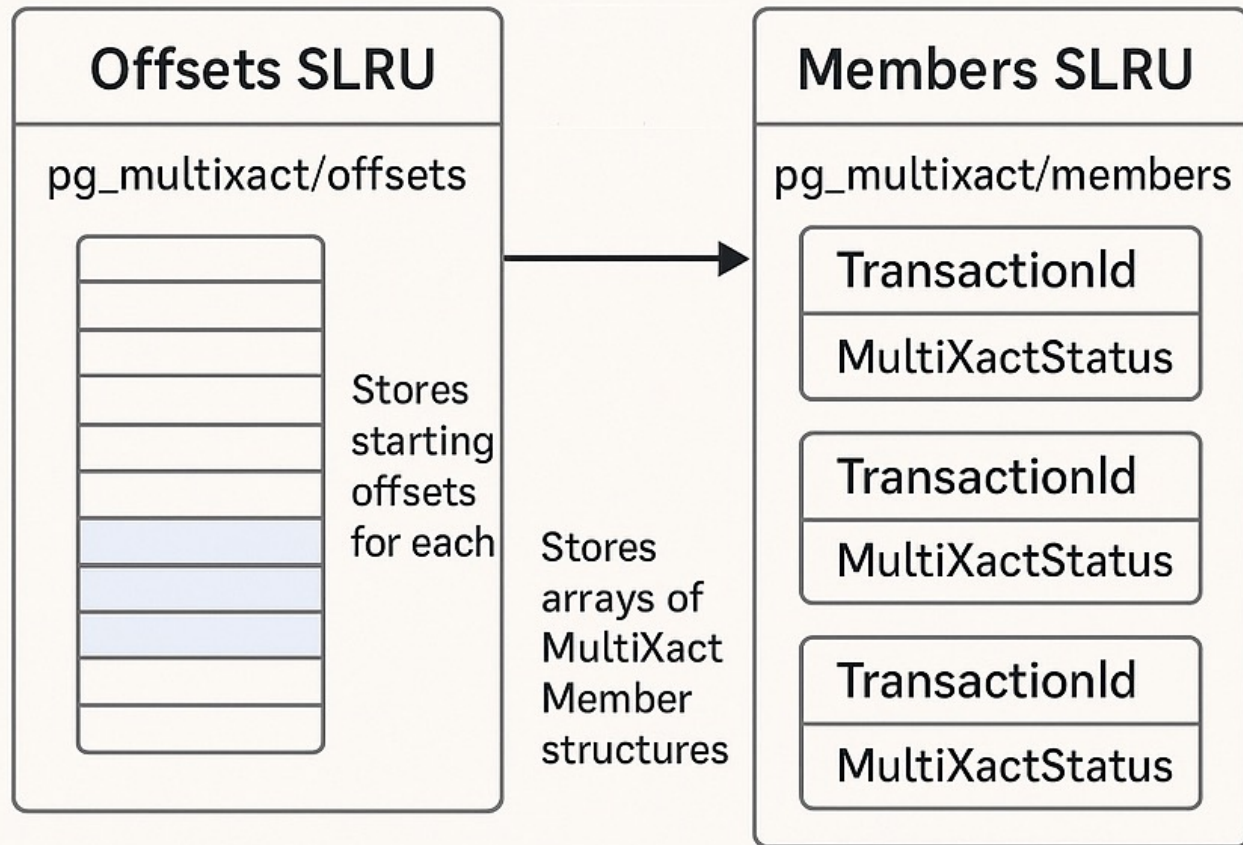 Offsets SLRU
pg_multixact/offsets
Stores
starting
offsets
for each
Stores
arrays of
MultiXact
Member
structures
Members SLRU
pg_multixact/members
TransactionId
MultiXactStatus
TransactionId
MultiXactStatus
TransactionId
MultiXactStatus